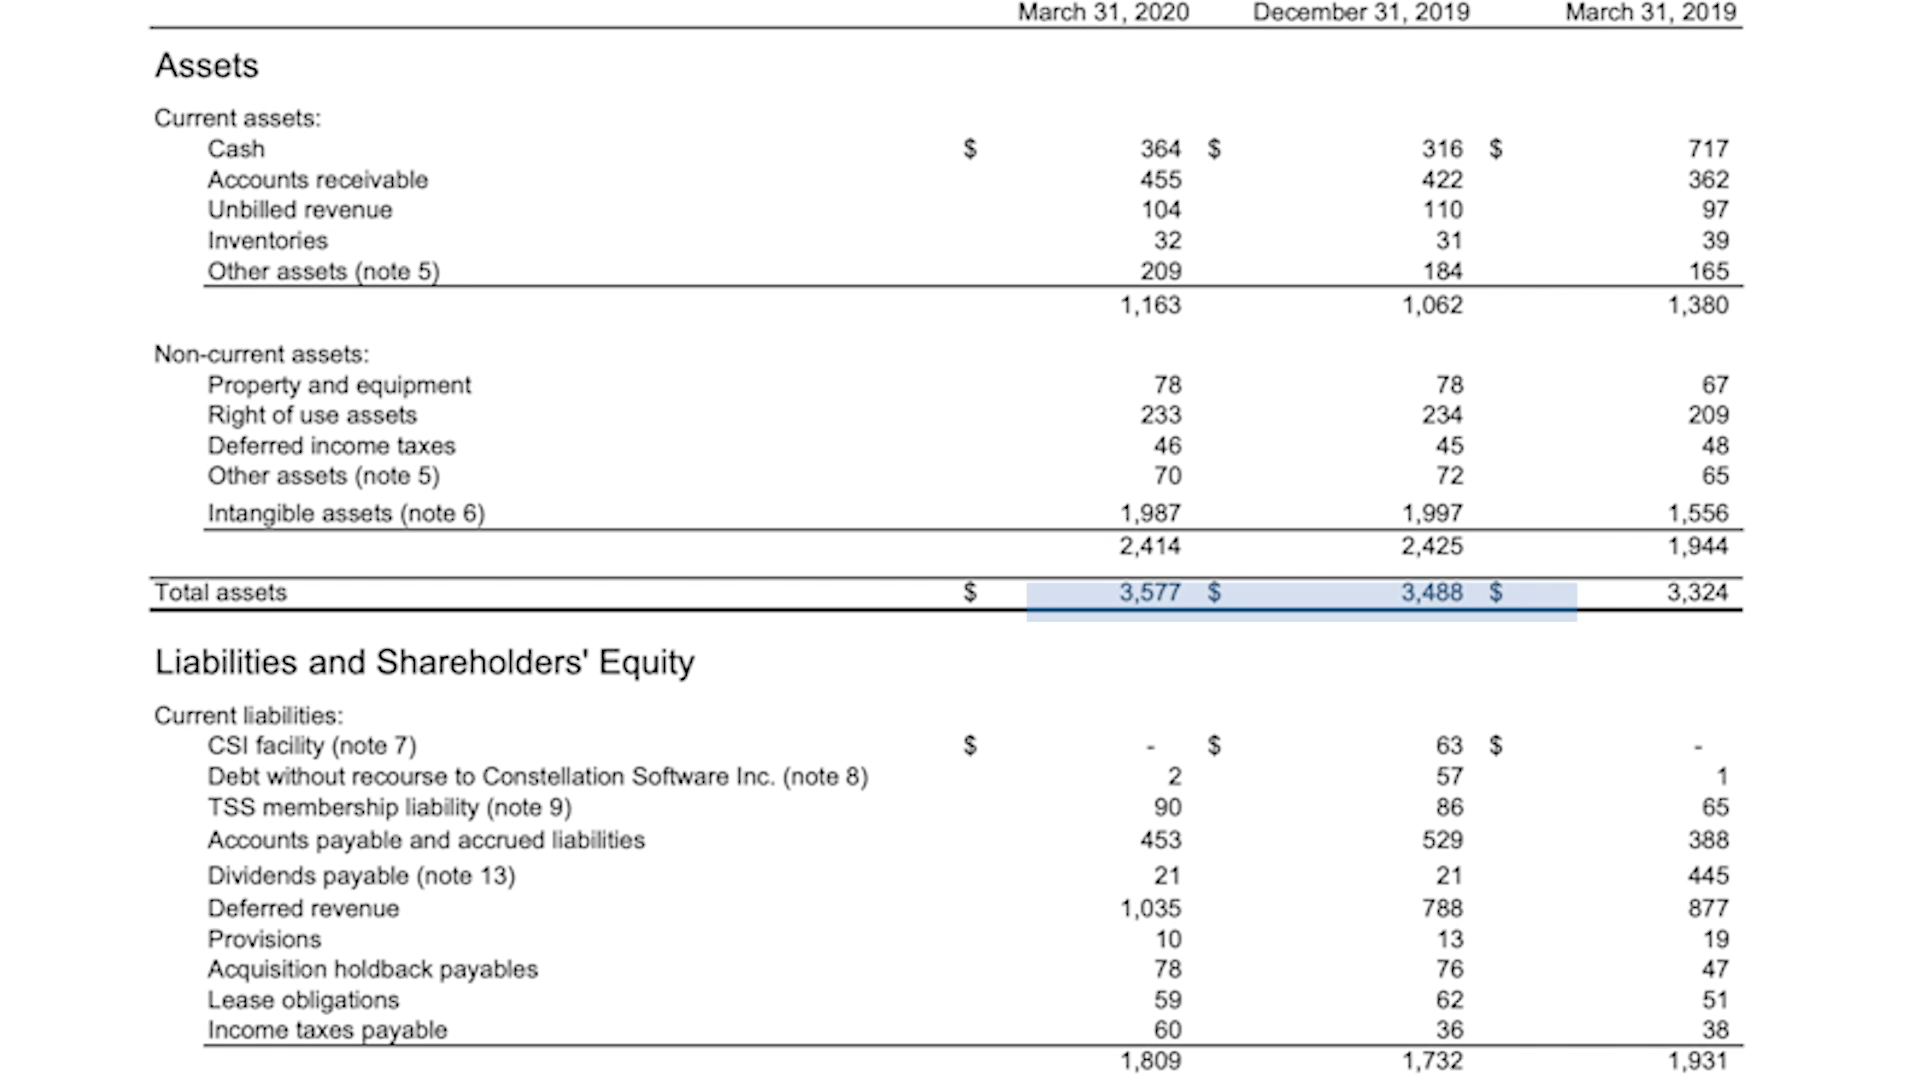 March 31, 2020 December 31, 2019 March 31, 2019
Assets
Current assets:
Cash $ 364 $ 316 $ 717
Accounts receivable 455 422 362
Unbilled revenue 104 110 97
Inventories 32 31 39
Other assets (note 5) 209 184 165
1,163 1,062 1,380
Non-current assets:
Property and equipment 78 78 67
Right of use assets 233 234 209
Deferred income taxes 46 45 48
Other assets (note 5) 70 72 65
Intangible assets (note 6) 1,987 1,997 1,556
2,414 2,425 1,944
Total assets $ 3,577 $ 3,488 $ 3,324
Liabilities and Shareholders' Equity
Current liabilities:
CSI facility (note 7) $ - $ 63 $ -
Debt without recourse to Constellation Software Inc. (note 8) 2 57 1
TSS membership liability (note 9) 90 86 65
Accounts payable and accrued liabilities 453 529 388
Dividends payable (note 13) 21 21 445
Deferred revenue 1,035 788 877
Provisions 10 13 19
Acquisition holdback payables 78 76 47
Lease obligations 59 62 51
Income taxes payable 60 36 38
1,809 1,732 1,931